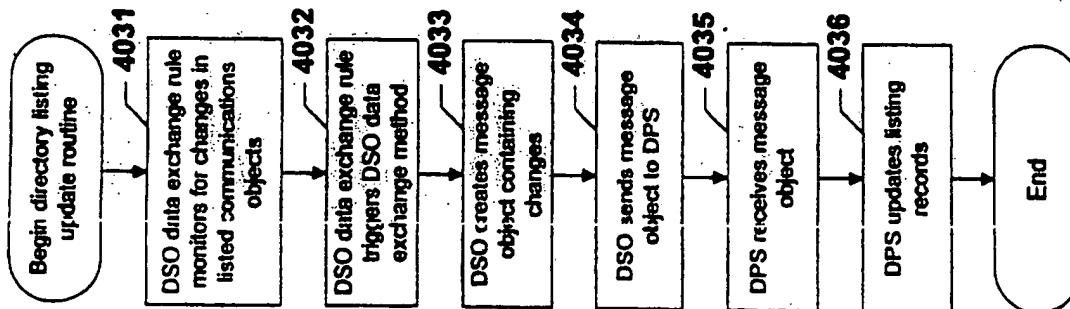 Begin directory listing
update routine
4031
DSO data exchange rule
monitors for changes in
listed communications
objects
4032
DSO data exchange rule
triggers DSO data
exchange method
4033
DSO creates message
object containing
changes
4034
DSO sends message
object to DPS
4035
DPS receives message
object
4036
DPS updates listing
records
End